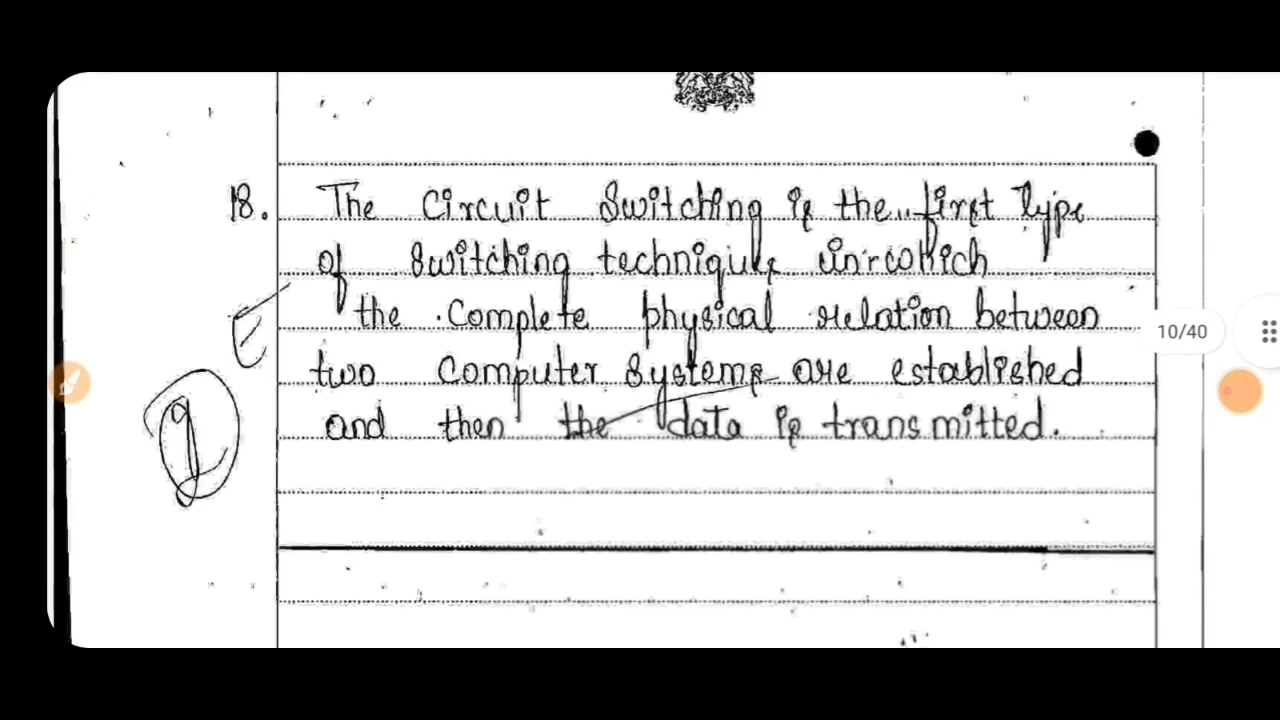 18. The Circuit Switching is the first type
of Switching technique in which
the Complete physical relation between
10/40
two Computer Systems are established
and then the data is transmitted.